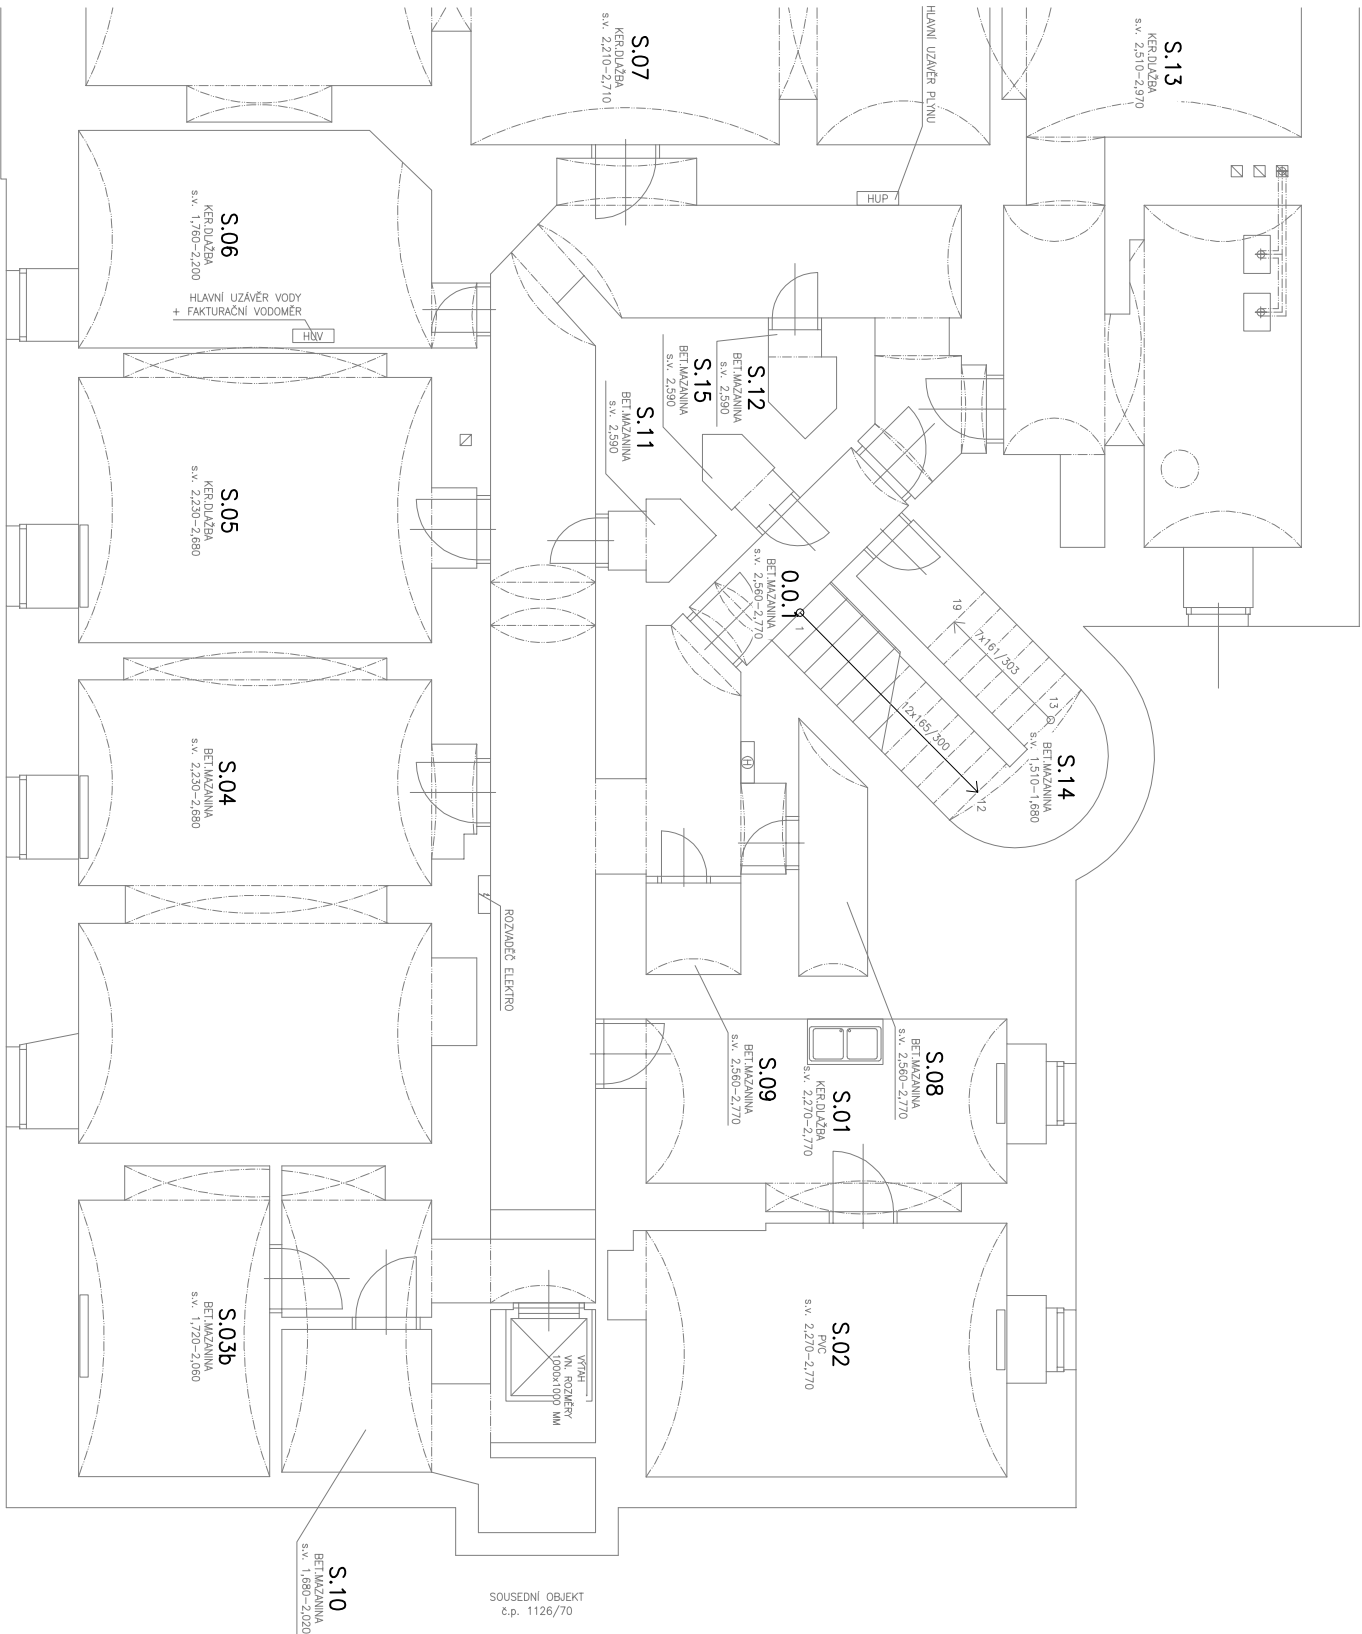 S.13
KER.DLAŽBA
s.v. 2,510-2,970
HLAVNÍ UZÁVĚR PLYNU
HUP
S.07
KER.DLAŽBA
s.v. 2,210-2,710
S.06
KER.DLAŽBA
s.v. 1,760-2,200
HLAVNÍ UZÁVĚR VODY
+ FAKTURAČNÍ VODOMĚR
HUV
S.12
BET.MAZANINA
s.v. 2,590
S.15
BET.MAZANINA
s.v. 2,590
S.11
BET.MAZANINA
s.v. 2,590
S.05
KER.DLAŽBA
s.v. 2,230-2,680
0.0.1
BET.MAZANINA
s.v. 2,560-2,770
1
19
7x161/303
13
12x165/300
12
S.14
BET.MAZANINA
s.v. 1,510-1,680
H
S.04
BET.MAZANINA
s.v. 2,230-2,680
ROZVADĚČ ELEKTRO
S.08
BET.MAZANINA
s.v. 2,560-2,770
S.01
KER.DLAŽBA
s.v. 2,270-2,770
S.09
BET.MAZANINA
s.v. 2,560-2,770
S.02
PVC
s.v. 2,270-2,770
S.03b
BET.MAZANINA
s.v. 1,720-2,060
VÝTAH
VN. ROZMĚRY
1000x1000 MM
S.10
BET.MAZANINA
s.v. 1,680-2,020
SOUSEDNÍ OBJEKT
č.p. 1126/70